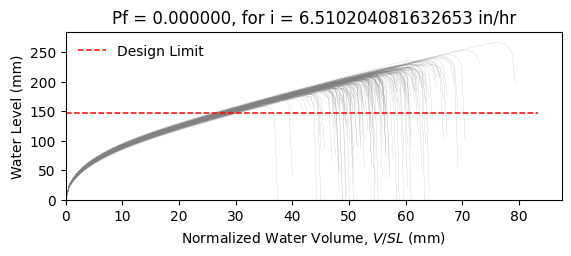 Pf = 0.000000, for i = 6.510204081632653 in/hr
Design Limit
Water Level (mm)
250
200
150
100
50
0
0 10 20 30 40 50 60 70 80
Normalized Water Volume, V/SL (mm)